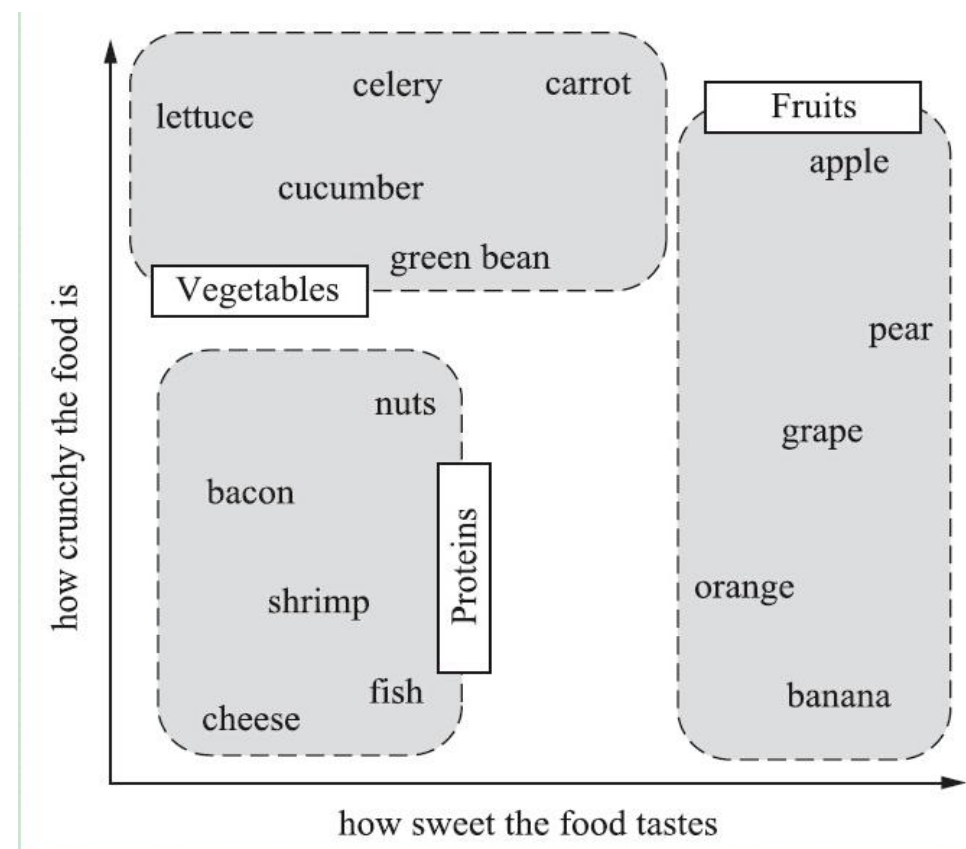 celery
carrot
lettuce
Fruits
apple
cucumber
green bean
Vegetables
pear
nuts
grape
bacon
Proteins
shrimp
orange
fish
banana
cheese
how crunchy the food is
how sweet the food tastes